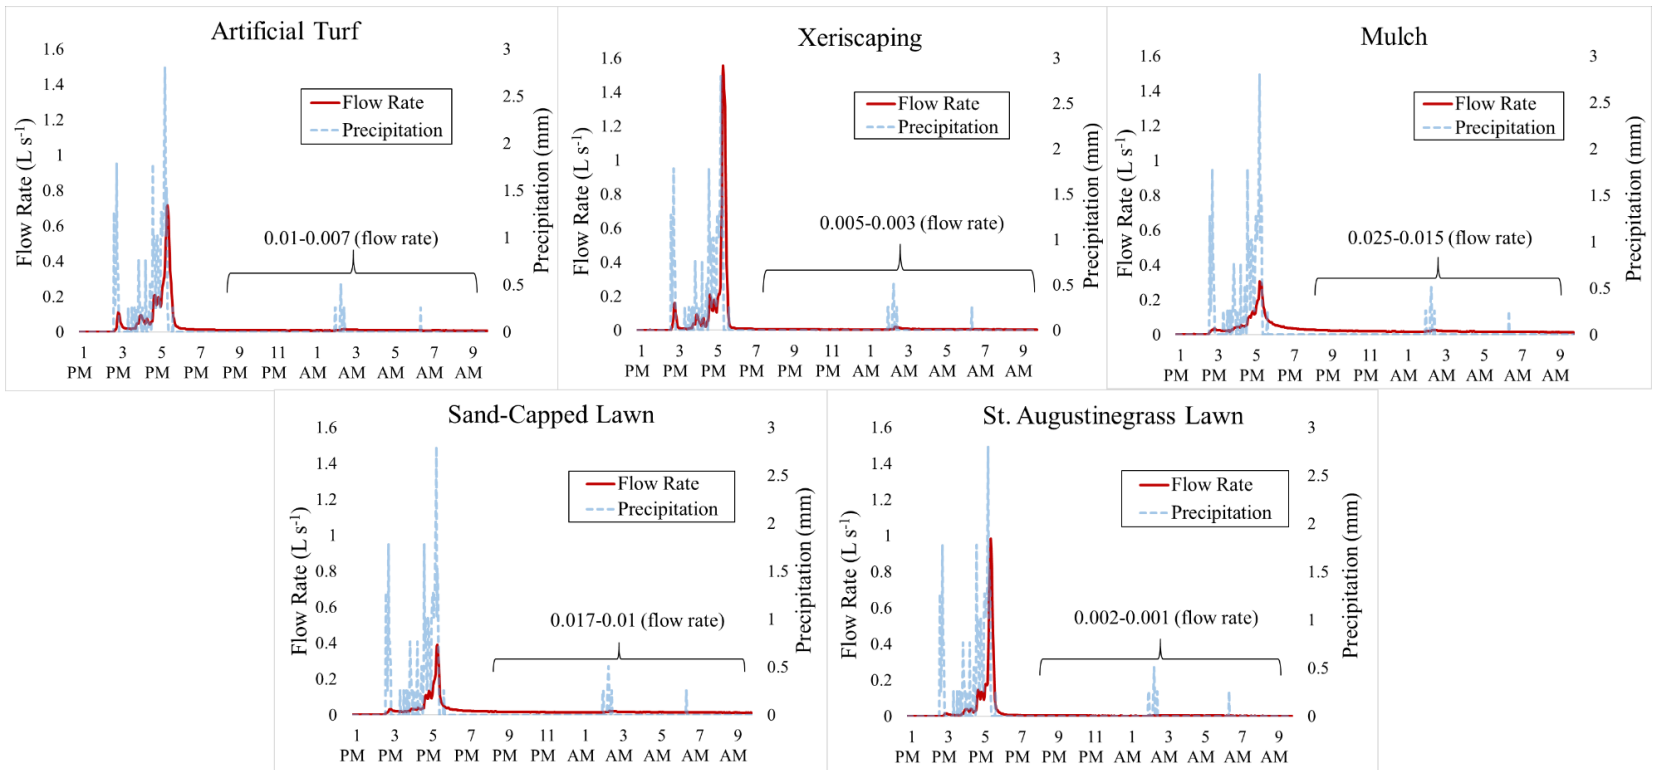 Artificial Turf
1.6
1.4
1.2
1
0.8
0.6
0.4
0.2
0
Flow Rate (L s⁻¹)
3
2.5
2
1.5
1
0.5
0
Precipitation (mm)
Flow Rate
Precipitation
0.01-0.007 (flow rate)
1 3 5 7 9 11 1 3 5 7 9
PM PM PM PM PM PM AM AM AM AM AM
Xeriscaping
1.6
1.4
1.2
1
0.8
0.6
0.4
0.2
0
Flow Rate (L s⁻¹)
3
2.5
2
1.5
1
0.5
0
Precipitation (mm)
Flow Rate
Precipitation
0.005-0.003 (flow rate)
1 3 5 7 9 11 1 3 5 7 9
PM PM PM PM PM PM AM AM AM AM AM
Mulch
1.6
1.4
1.2
1
0.8
0.6
0.4
0.2
0
Flow Rate (L s⁻¹)
3
2.5
2
1.5
1
0.5
0
Precipitation (mm)
Flow Rate
Precipitation
0.025-0.015 (flow rate)
1 3 5 7 9 11 1 3 5 7 9
PM PM PM PM PM PM AM AM AM AM AM
Sand-Capped Lawn
1.6
1.4
1.2
1
0.8
0.6
0.4
0.2
0
Flow Rate (L s⁻¹)
3
2.5
2
1.5
1
0.5
0
Precipitation (mm)
Flow Rate
Precipitation
0.017-0.01 (flow rate)
1 3 5 7 9 11 1 3 5 7 9
PM PM PM PM PM PM AM AM AM AM AM
St. Augustinegrass Lawn
1.6
1.4
1.2
1
0.8
0.6
0.4
0.2
0
Flow Rate (L s⁻¹)
3
2.5
2
1.5
1
0.5
0
Precipitation (mm)
Flow Rate
Precipitation
0.002-0.001 (flow rate)
1 3 5 7 9 11 1 3 5 7 9
PM PM PM PM PM PM AM AM AM AM AM